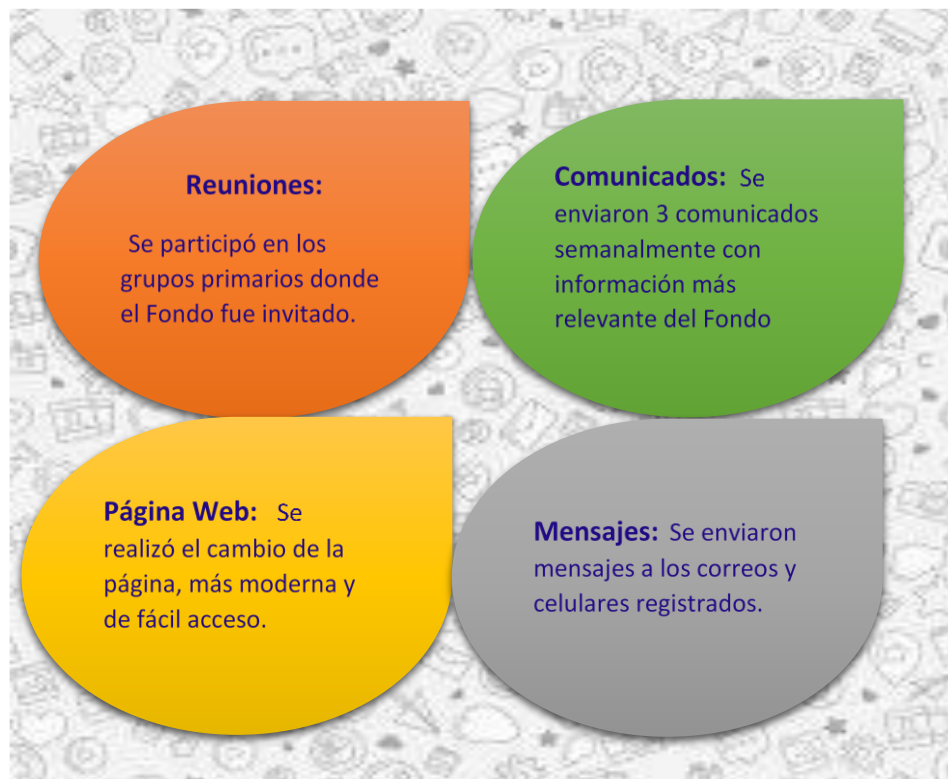 Reuniones:
Se participó en los
grupos primarios donde
el Fondo fue invitado.
Comunicados: Se
enviaron 3 comunicados
semanalmente con
información más
relevante del Fondo
Página Web: Se
realizó el cambio de la
página, más moderna y
de fácil acceso.
Mensajes: Se enviaron
mensajes a los correos y
celulares registrados.